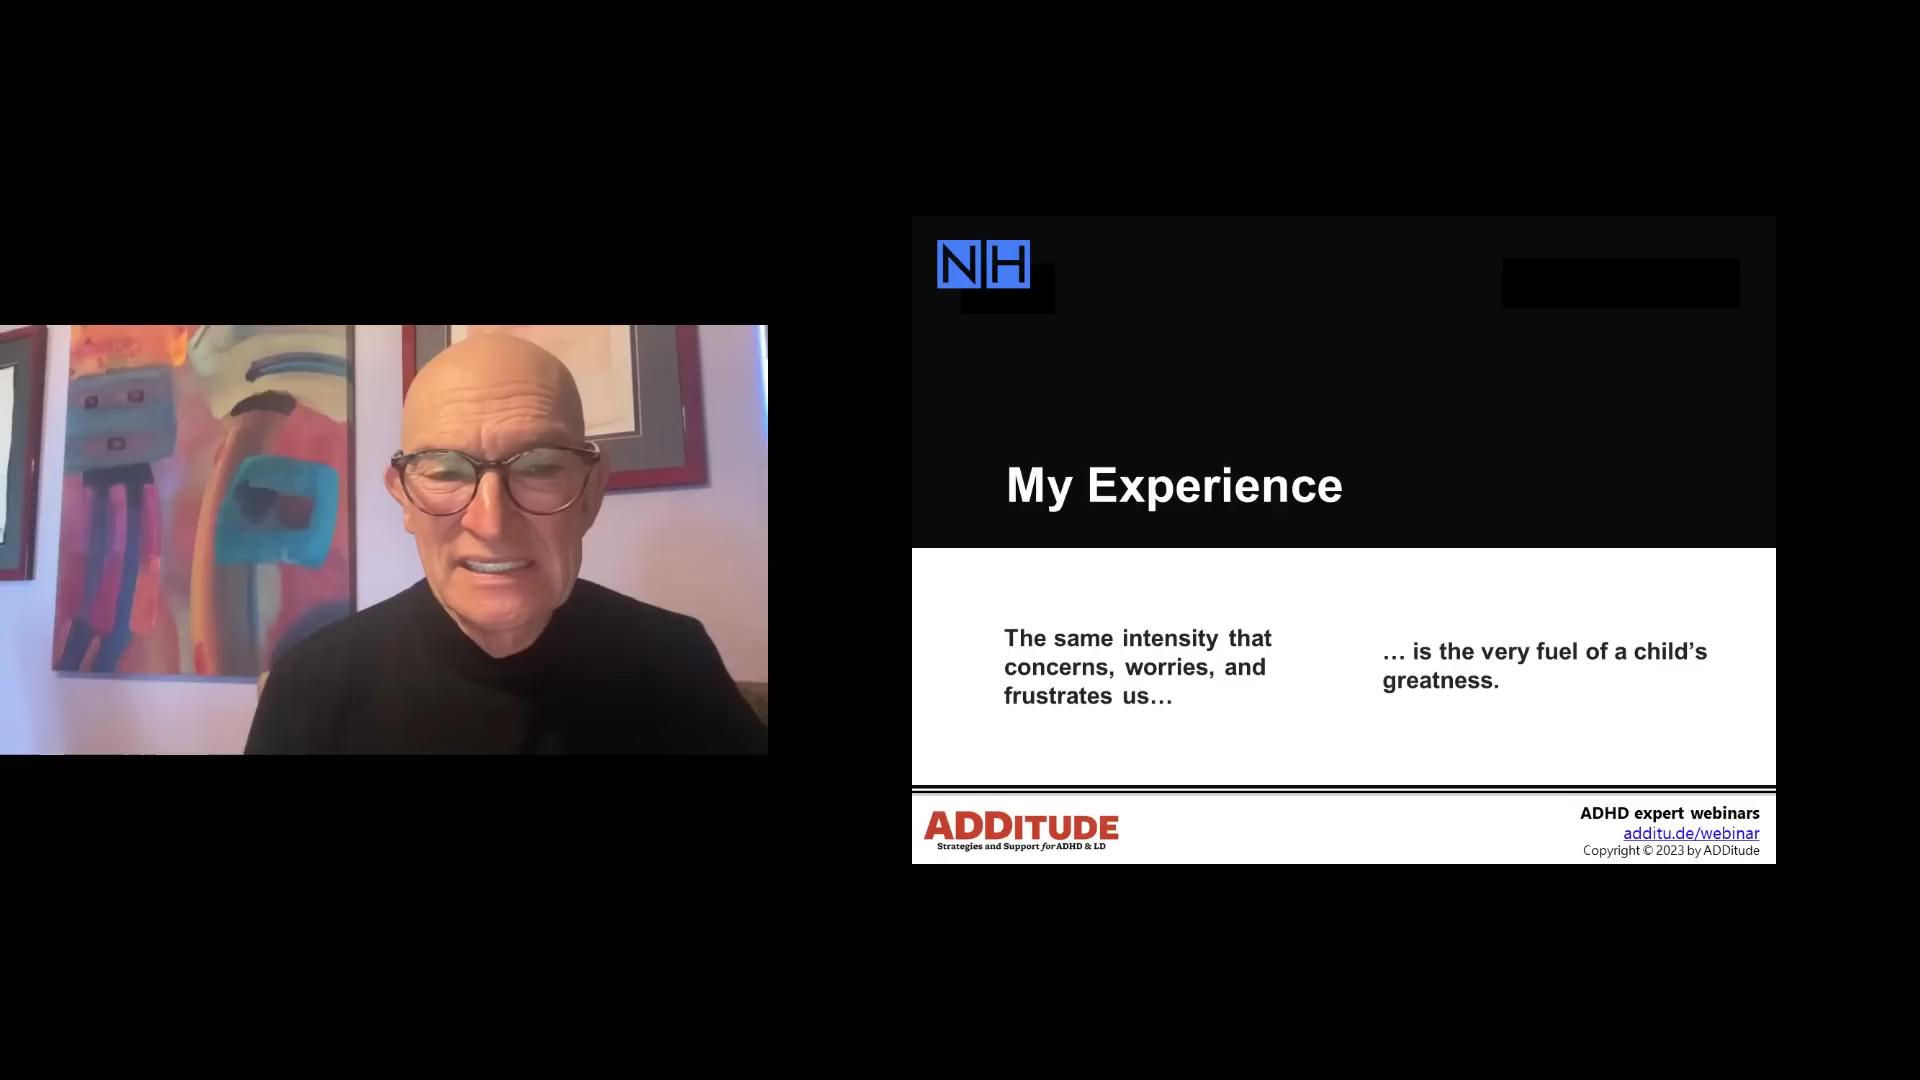 NH
My Experience
The same intensity that
concerns, worries, and
frustrates us…
… is the very fuel of a child’s
greatness.
ADDITUDE
Strategies and Support for ADHD & LD
ADHD expert webinars
additu.de/webinar
Copyright © 2023 by ADDitude